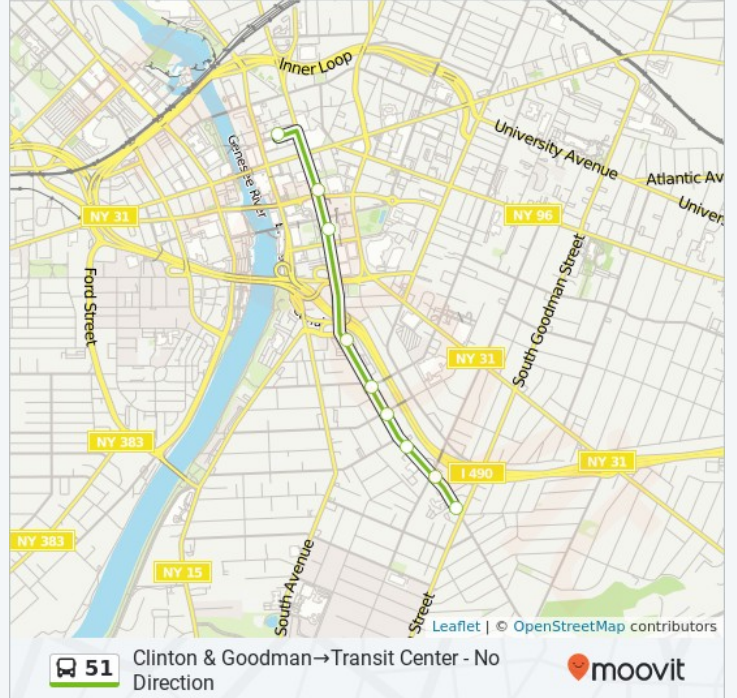 Inner Loop
University Avenue
Genesee River
Atlantic Av
NY 31
NY 96
Univer
Ford Street
South Goodman Street
NY 31
NY 383
I 490
NY 31
NY 383
NY 15
South Avenue
Street
Leaflet | © OpenStreetMap contributors
51
Clinton & Goodman→Transit Center - No
Direction
moovit